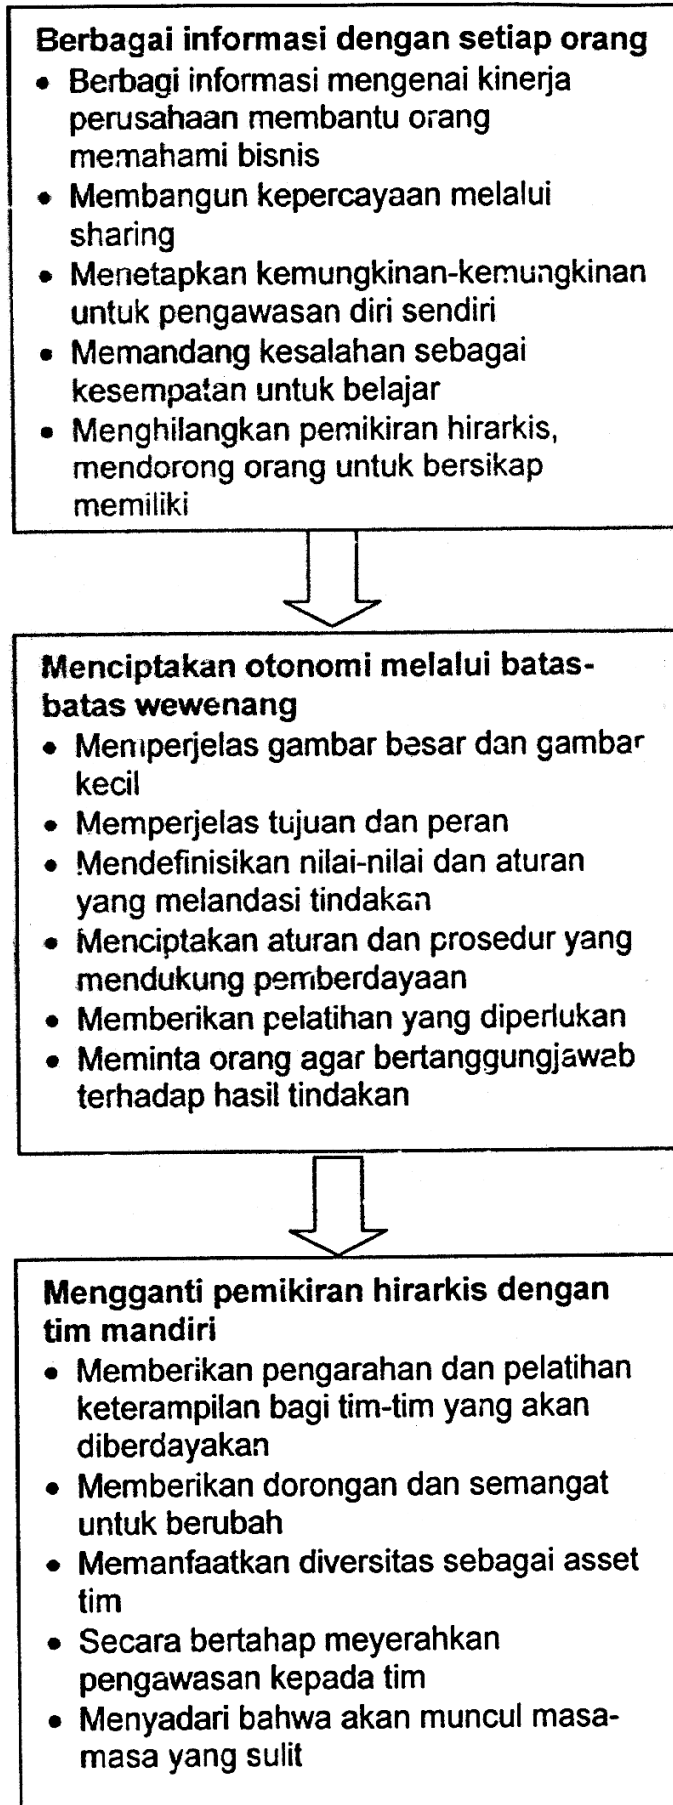 Berbagai informasi dengan setiap orang
• Berbagi informasi mengenai kinerja
perusahaan membantu orang
memahami bisnis
• Membangun kepercayaan melalui
sharing
• Menetapkan kemungkinan-kemungkinan
untuk pengawasan diri sendiri
• Memandang kesalahan sebagai
kesempatan untuk belajar
• Menghilangkan pemikiran hirarkis,
mendorong orang untuk bersikap
memiliki
Menciptakan otonomi melalui batas-
batas wewenang
• Memperjelas gambar besar dan gambar
kecil
• Memperjelas tujuan dan peran
• Mendefinisikan nilai-nilai dan aturan
yang melandasi tindakan
• Menciptakan aturan dan prosedur yang
mendukung pemberdayaan
• Memberikan pelatihan yang diperlukan
• Meminta orang agar bertanggungjawab
terhadap hasil tindakan
Mengganti pemikiran hirarkis dengan
tim mandiri
• Memberikan pengarahan dan pelatihan
keterampilan bagi tim-tim yang akan
diberdayakan
• Memberikan dorongan dan semangat
untuk berubah
• Memanfaatkan diversitas sebagai asset
tim
• Secara bertahap meyerahkan
pengawasan kepada tim
• Menyadari bahwa akan muncul masa-
masa yang sulit